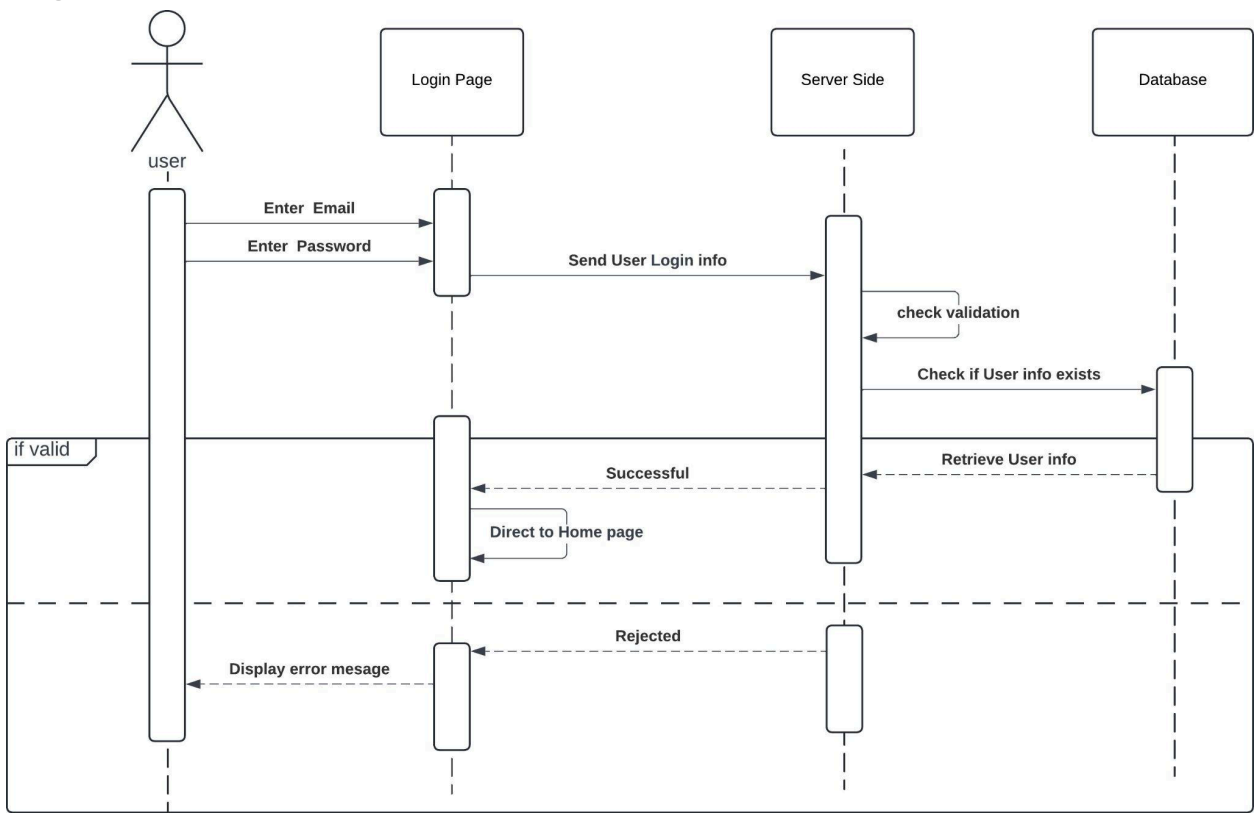 Login Page
Server Side
Database
user
Enter  Email
Enter  Password
Send User Login info
check validation
Check if User info exists
if valid
Retrieve User info
Successful
Direct to Home page
Rejected
Display error mesage